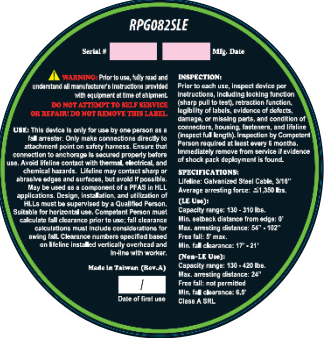 RPG082SLE
Serial # Mfg. Date
WARNING: Prior to use, fully read and
understand all manufacturer's instructions provided
with equipment at time of shipment.
DO NOT ATTEMPT TO SELF SERVICE
OR REPAIR! DO NOT REMOVE THIS LABEL.
USE: This device is only for use by one person as a
fall arrester. Only make connections directly to
attachment point on safety harness. Ensure that
connection to anchorage is secured properly before
use. Avoid lifeline contact with thermal, electrical, and
chemical hazards. Lifeline may contact sharp or
abrasive edges and surfaces, but avoid if possible.
May be used as a component of a PFAS in HLL
applications. Design, installation, and utilization of
HLLs must be supervised by a Qualified Person.
Suitable for horizontal use. Competent Person must
calculate fall clearance prior to use; fall clearance
calculations must include considerations for
swing fall. Clearance numbers specified based
on lifeline installed vertically overhead and
in-line with worker.
Made in Taiwan (Rev.A)
/
Date of first use
INSPECTION:
Prior to each use, inspect device per
instructions, including locking function
(sharp pull to test), retraction function,
legibility of labels, evidence of defects,
damage, or missing parts, and condition of
connectors, housing, fasteners, and lifeline
(inspect full length). Inspection by Competent
Person required at least every 6 months.
Immediately remove from service if evidence
of shock pack deployment is found.
SPECIFICATIONS:
Lifeline: Galvanized Steel Cable, 3/16"
Average arresting force: ≤1,350 lbs.
(LE Use):
Capacity range: 130 - 310 lbs.
Min. setback distance from edge: 0'
Max. arresting distance: 54" - 102"
Free fall: 5' max.
Min. fall clearance: 17' - 21'
(Non-LE Use):
Capacity range: 130 - 420 lbs.
Max. arresting distance: 24"
Free fall: not permitted
Min. fall clearance: 6.5'
Class A SRL